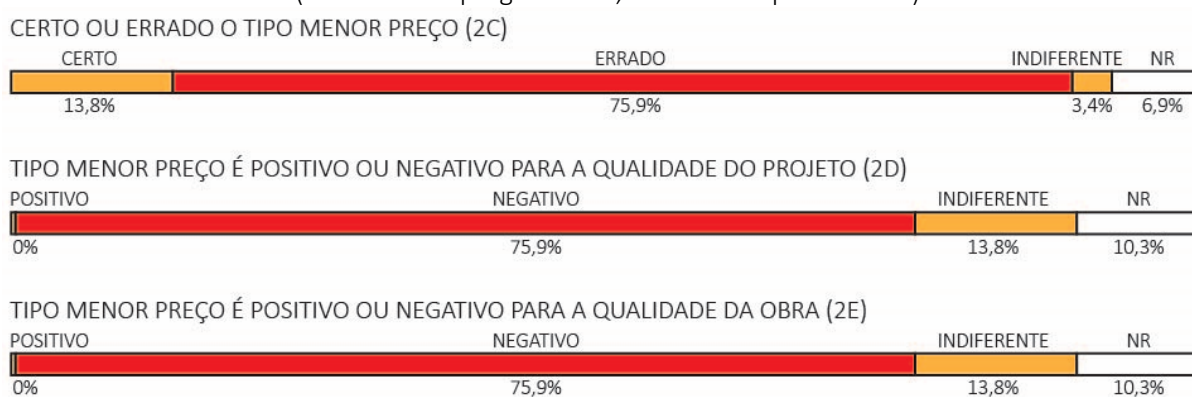 CERTO OU ERRADO O TIPO MENOR PREÇO (2C)
CERTO ERRADO INDIFERENTE NR
13,8% 75,9% 3,4% 6,9%
TIPO MENOR PREÇO É POSITIVO OU NEGATIVO PARA A QUALIDADE DO PROJETO (2D)
POSITIVO NEGATIVO INDIFERENTE NR
0% 75,9% 13,8% 10,3%
TIPO MENOR PREÇO É POSITIVO OU NEGATIVO PARA A QUALIDADE DA OBRA (2E)
POSITIVO NEGATIVO INDIFERENTE NR
0% 75,9% 13,8% 10,3%